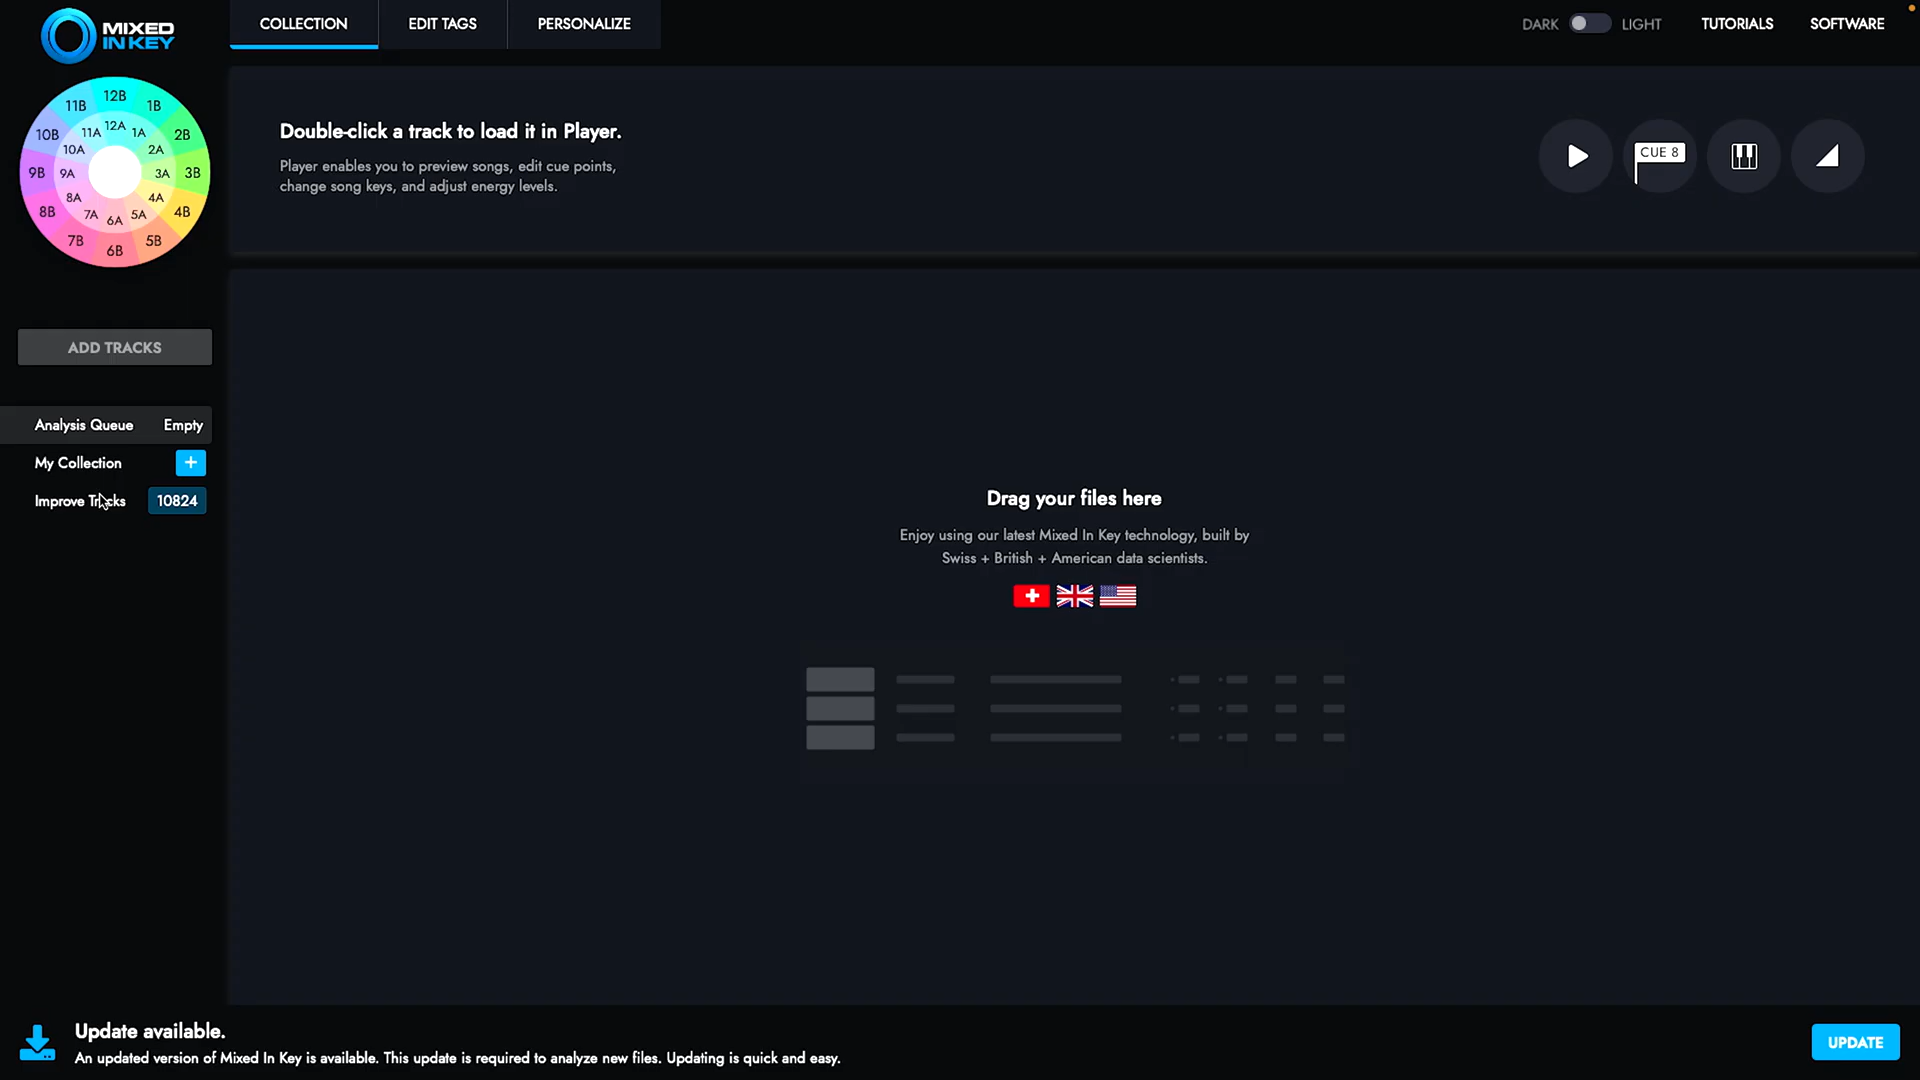 MIXED
IN KEY
COLLECTION
EDIT TAGS
PERSONALIZE
DARK
LIGHT
TUTORIALS
SOFTWARE
12B
11B
1B
12A
11A
1A
10B
2B
10A
2A
9B
9A
3A
3B
8A
4A
8B
4B
7A
5A
6A
7B
5B
6B
Double-click a track to load it in Player.
Player enables you to preview songs, edit cue points,
change song keys, and adjust energy levels.
CUE 8
ADD TRACKS
Analysis Queue
Empty
My Collection
+
Improve Tracks
10824
Drag your files here
Enjoy using our latest Mixed In Key technology, built by
Swiss + British + American data scientists.
Update available.
An updated version of Mixed In Key is available. This update is required to analyze new files. Updating is quick and easy.
UPDATE